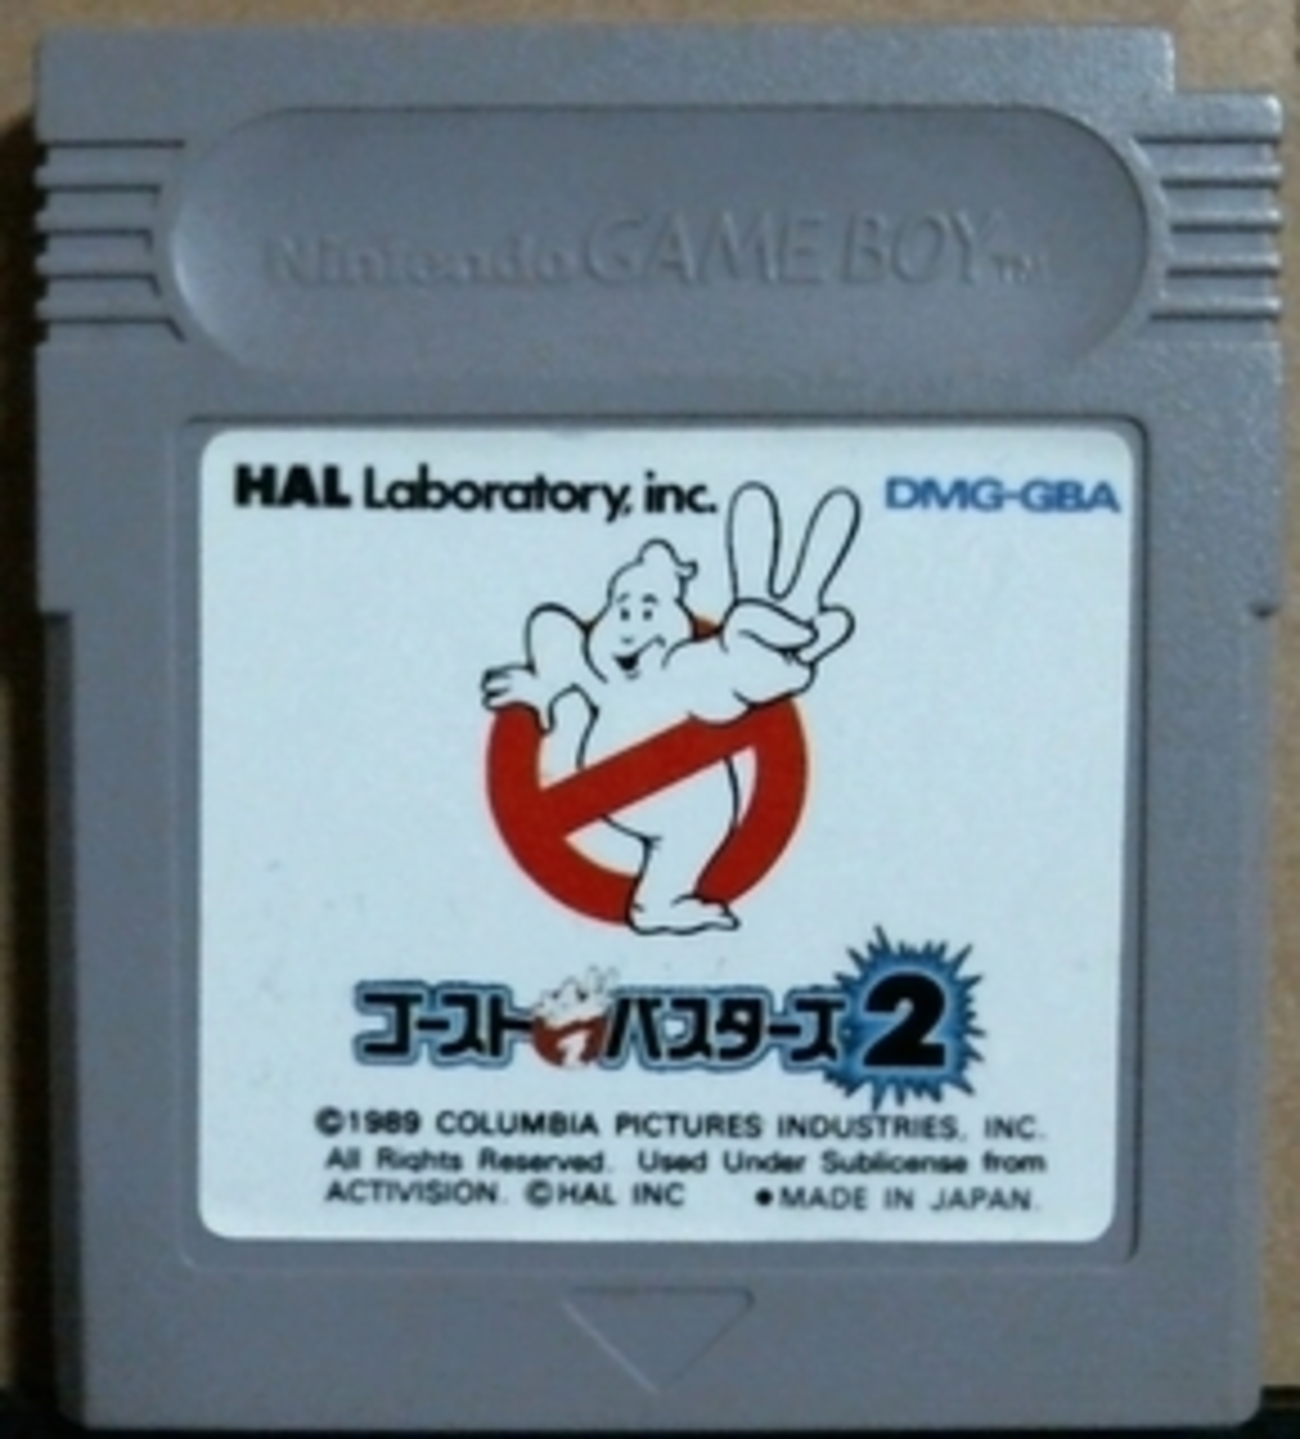 Nintendo GAME BOY™
HAL Laboratory, inc.
DMG-GBA
ゴーストバスターズ2
©1989 COLUMBIA PICTURES INDUSTRIES, INC.
All Rights Reserved. Used Under Sublicense from
ACTIVISION. ©HAL INC ●MADE IN JAPAN.